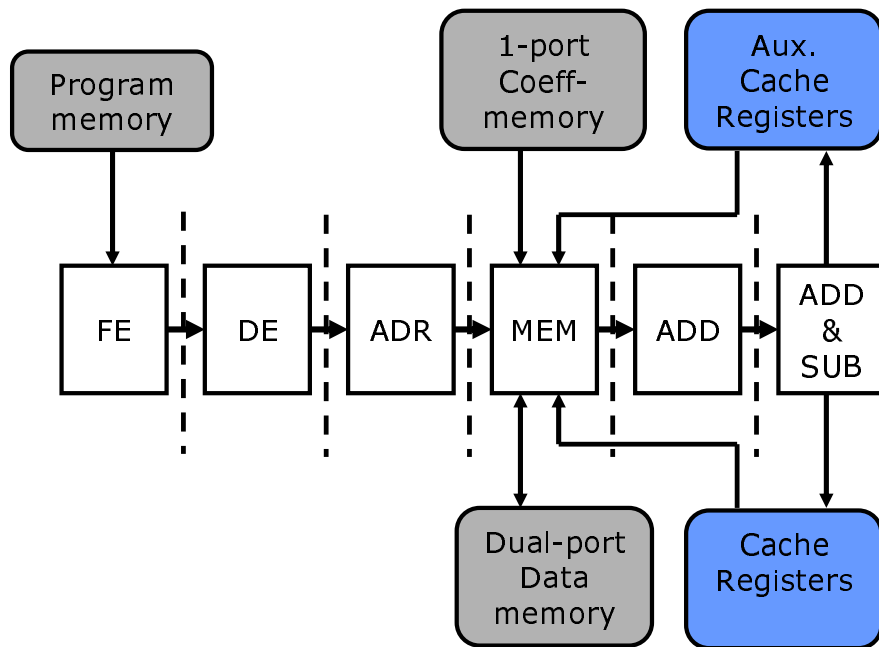 Program
memory
1-port
Coeff-
memory
Aux.
Cache
Registers
FE
DE
ADR
MEM
ADD
ADD
&
SUB
Dual-port
Data
memory
Cache
Registers